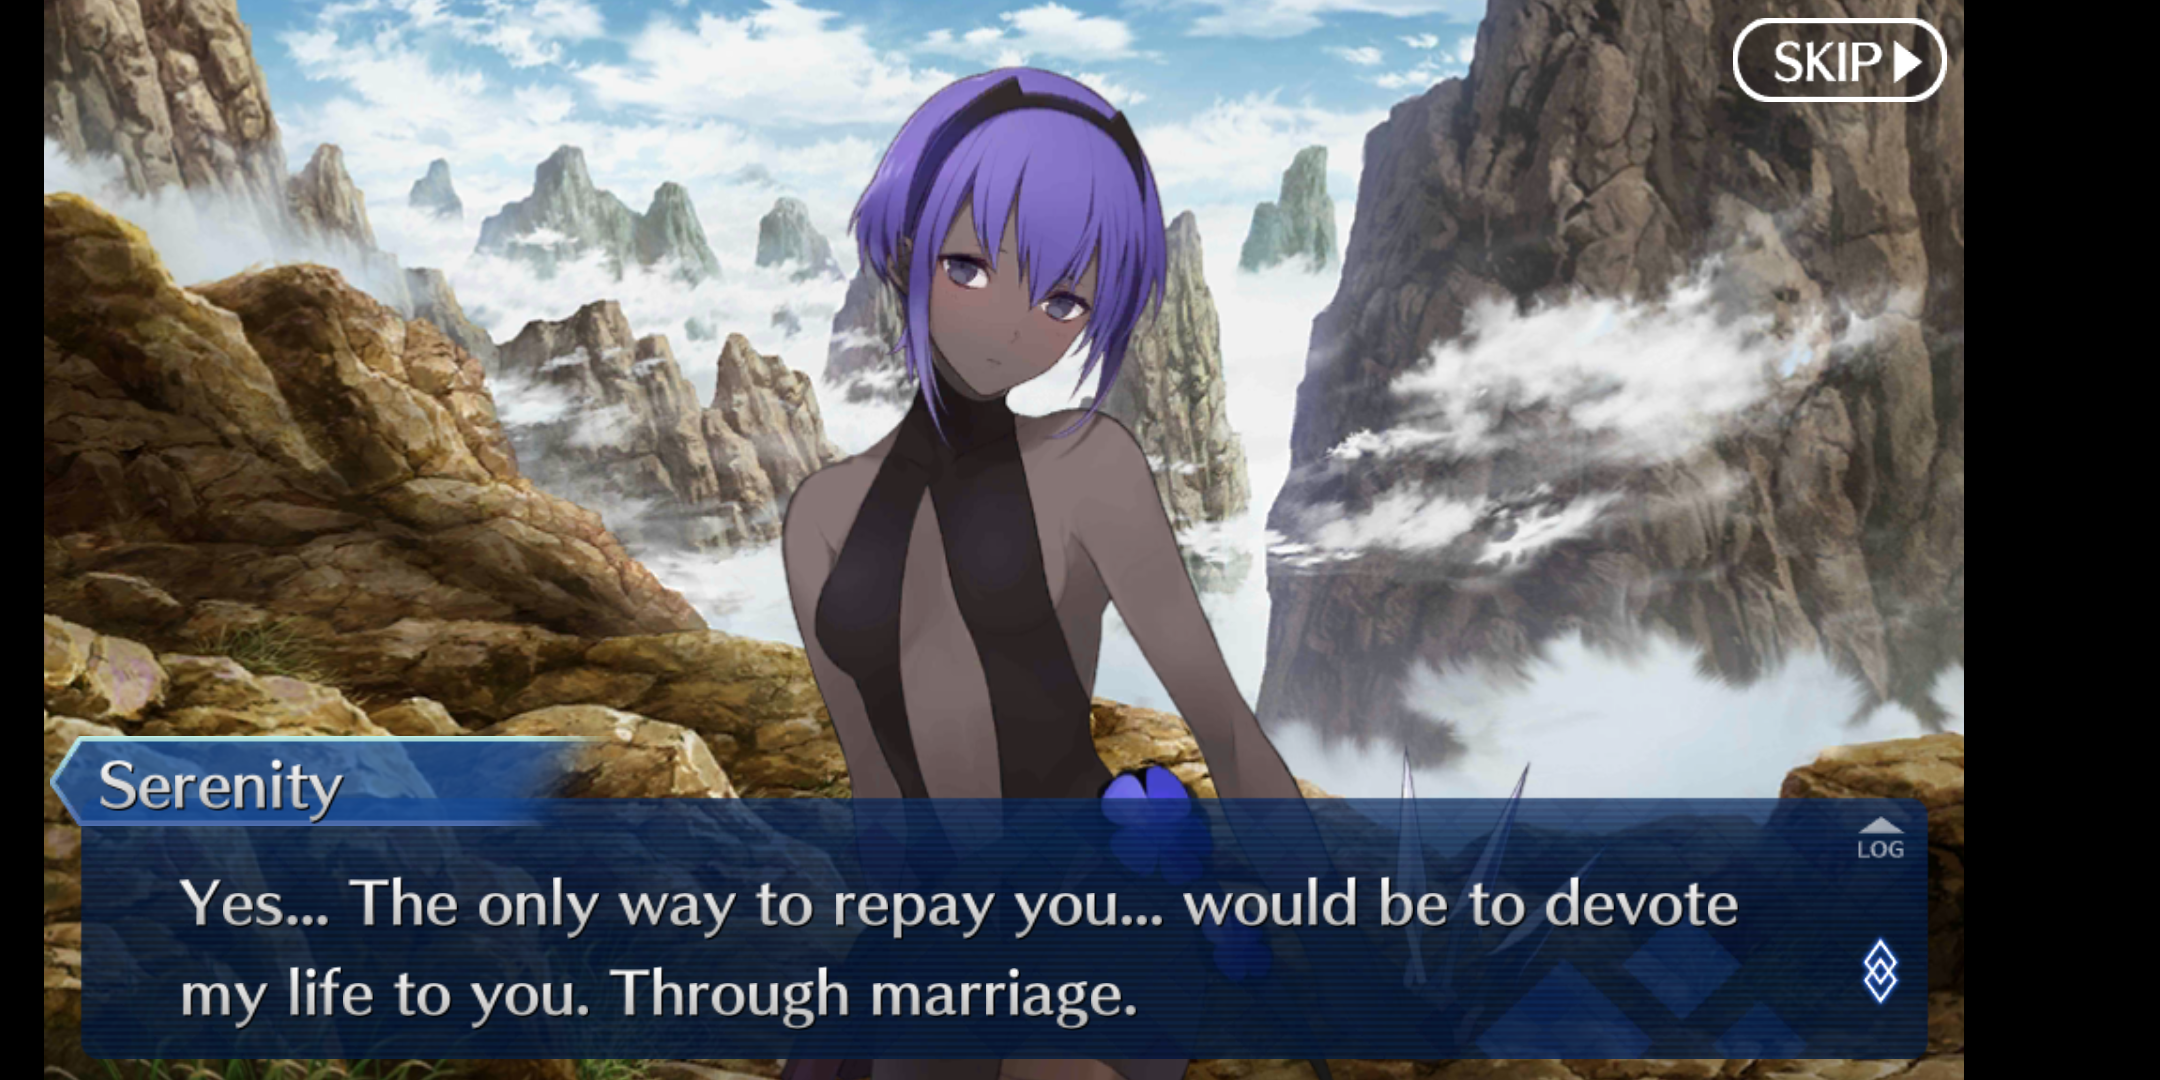 SKIP
Serenity
LOG
Yes... The only way to repay you... would be to devote
my life to you. Through marriage.